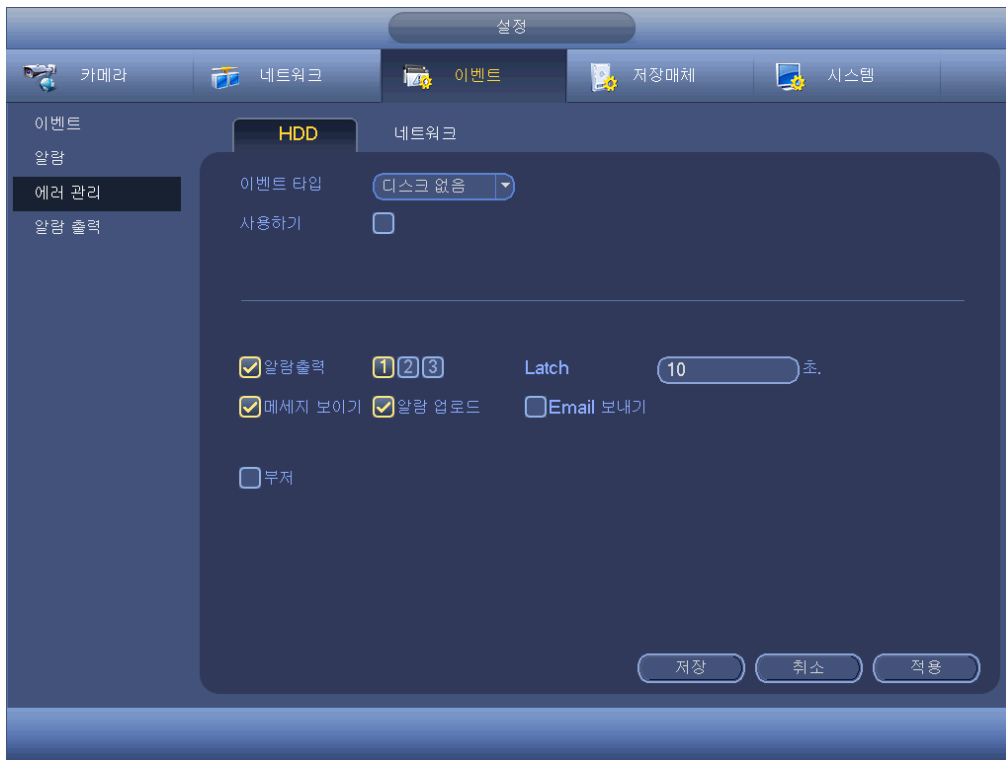 설정
카메라 네트워크 이벤트 저장매체 시스템
이벤트
알람
에러 관리
알람 출력
HDD 네트워크
이벤트 타입 디스크 없음
사용하기
알람출력 1 2 3 Latch 10 초.
메세지 보이기 알람 업로드 Email 보내기
부저
저장 취소 적용